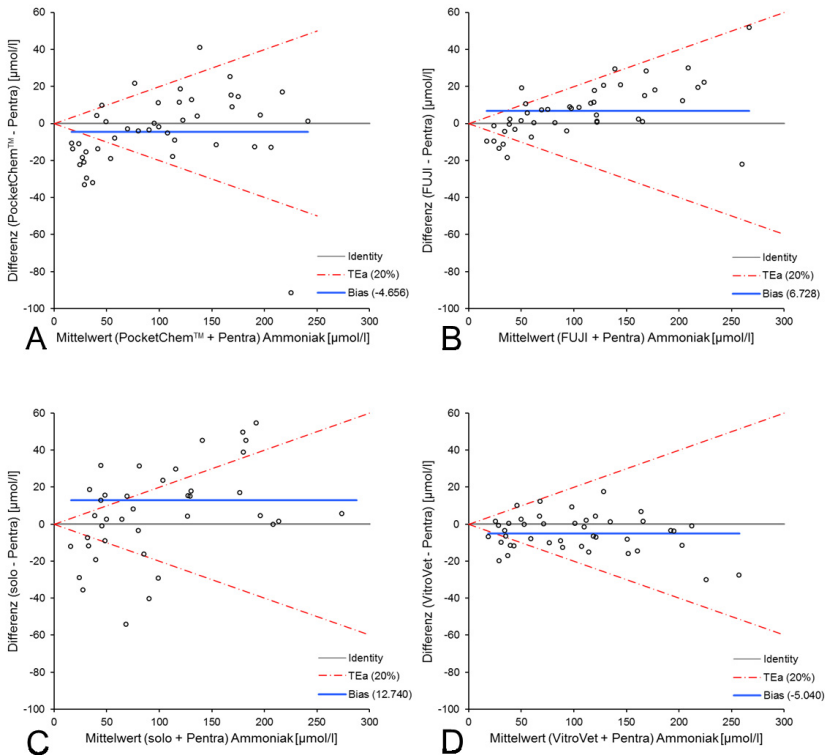 60
40
20
0
-20
-40
-60
-80
-100
Differenz (PocketChem™ - Pentra) [µmol/l]
Identity
TEa (20%)
Bias (-4.656)
0 50 100 150 200 250 300
A
Mittelwert (PocketChem™ + Pentra) Ammoniak [µmol/l]
60
40
20
0
-20
-40
-60
-80
-100
Differenz (FUJI - Pentra) [µmol/l]
Identity
TEa (20%)
Bias (6.728)
0 50 100 150 200 250 300
B
Mittelwert (FUJI + Pentra) Ammoniak [µmol/l]
60
40
20
0
-20
-40
-60
-80
-100
Differenz (solo - Pentra) [µmol/l]
Identity
TEa (20%)
Bias (12.740)
0 50 100 150 200 250 300
C
Mittelwert (solo + Pentra) Ammoniak [µmol/l]
60
40
20
0
-20
-40
-60
-80
-100
Differenz (VitroVet - Pentra) [µmol/l]
Identity
TEa (20%)
Bias (-5.040)
0 50 100 150 200 250 300
D
Mittelwert (VitroVet + Pentra) Ammoniak [µmol/l]